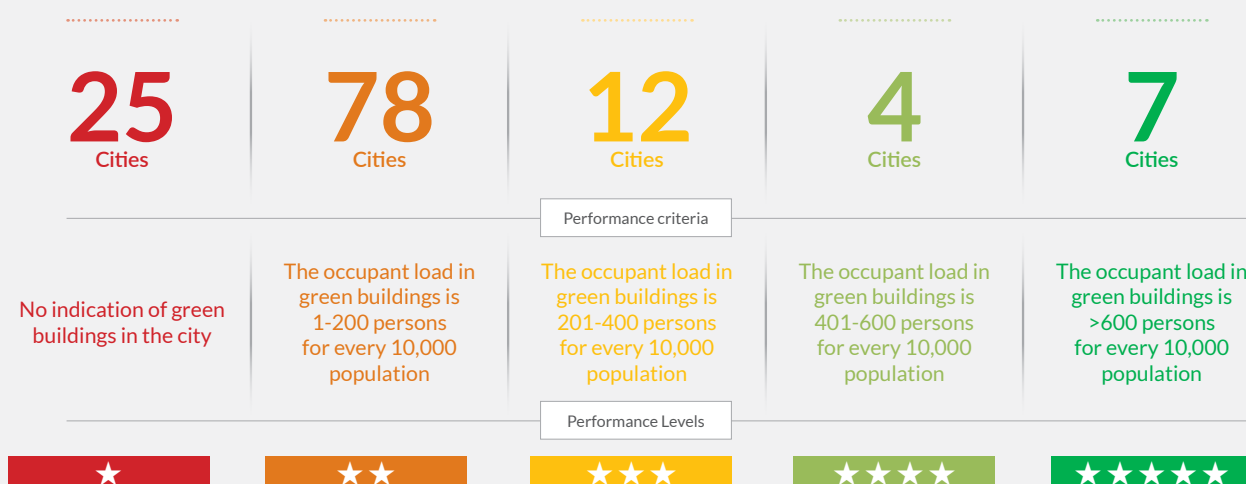 25
Cities
78
Cities
12
Cities
4
Cities
7
Cities
Performance criteria
No indication of green
buildings in the city
The occupant load in
green buildings is
1-200 persons
for every 10,000
population
The occupant load in
green buildings is
201-400 persons
for every 10,000
population
The occupant load in
green buildings is
401-600 persons
for every 10,000
population
The occupant load in
green buildings is
>600 persons
for every 10,000
population
Performance Levels